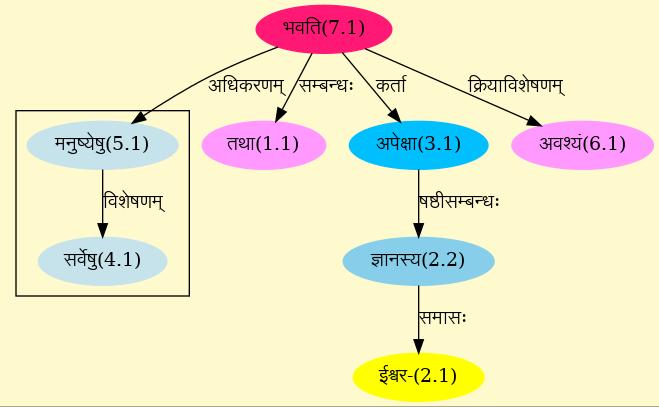 भवति(7.1)
अधिकरणम् सम्बन्धः कर्ता क्रियाविशेषणम्
मनुष्येषु(5.1) तथा(1.1) अपेक्षा(3.1) अवश्यं(6.1)
विशेषणम् षष्ठीसम्बन्धः
सर्वेषु(4.1) ज्ञानस्य(2.2)
समासः
ईश्वर-(2.1)